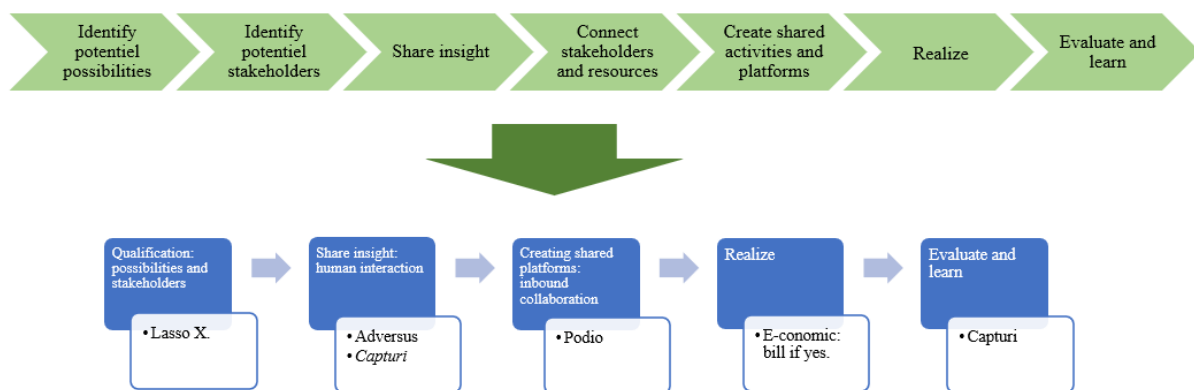 Identify
potentiel
possibilities
Identify
potentiel
stakeholders
Share insight
Connect
stakeholders
and resources
Create shared
activities and
platforms
Realize
Evaluate and
learn
Qualification:
possibilities and
stakeholders
• Lasso X.
Share insight:
human interaction
• Adversus
• Capturi
Creating shared
platforms:
inbound
collaboration
• Podio
Realize
• E-conomic:
bill if yes.
Evaluate and
learn
• Capturi